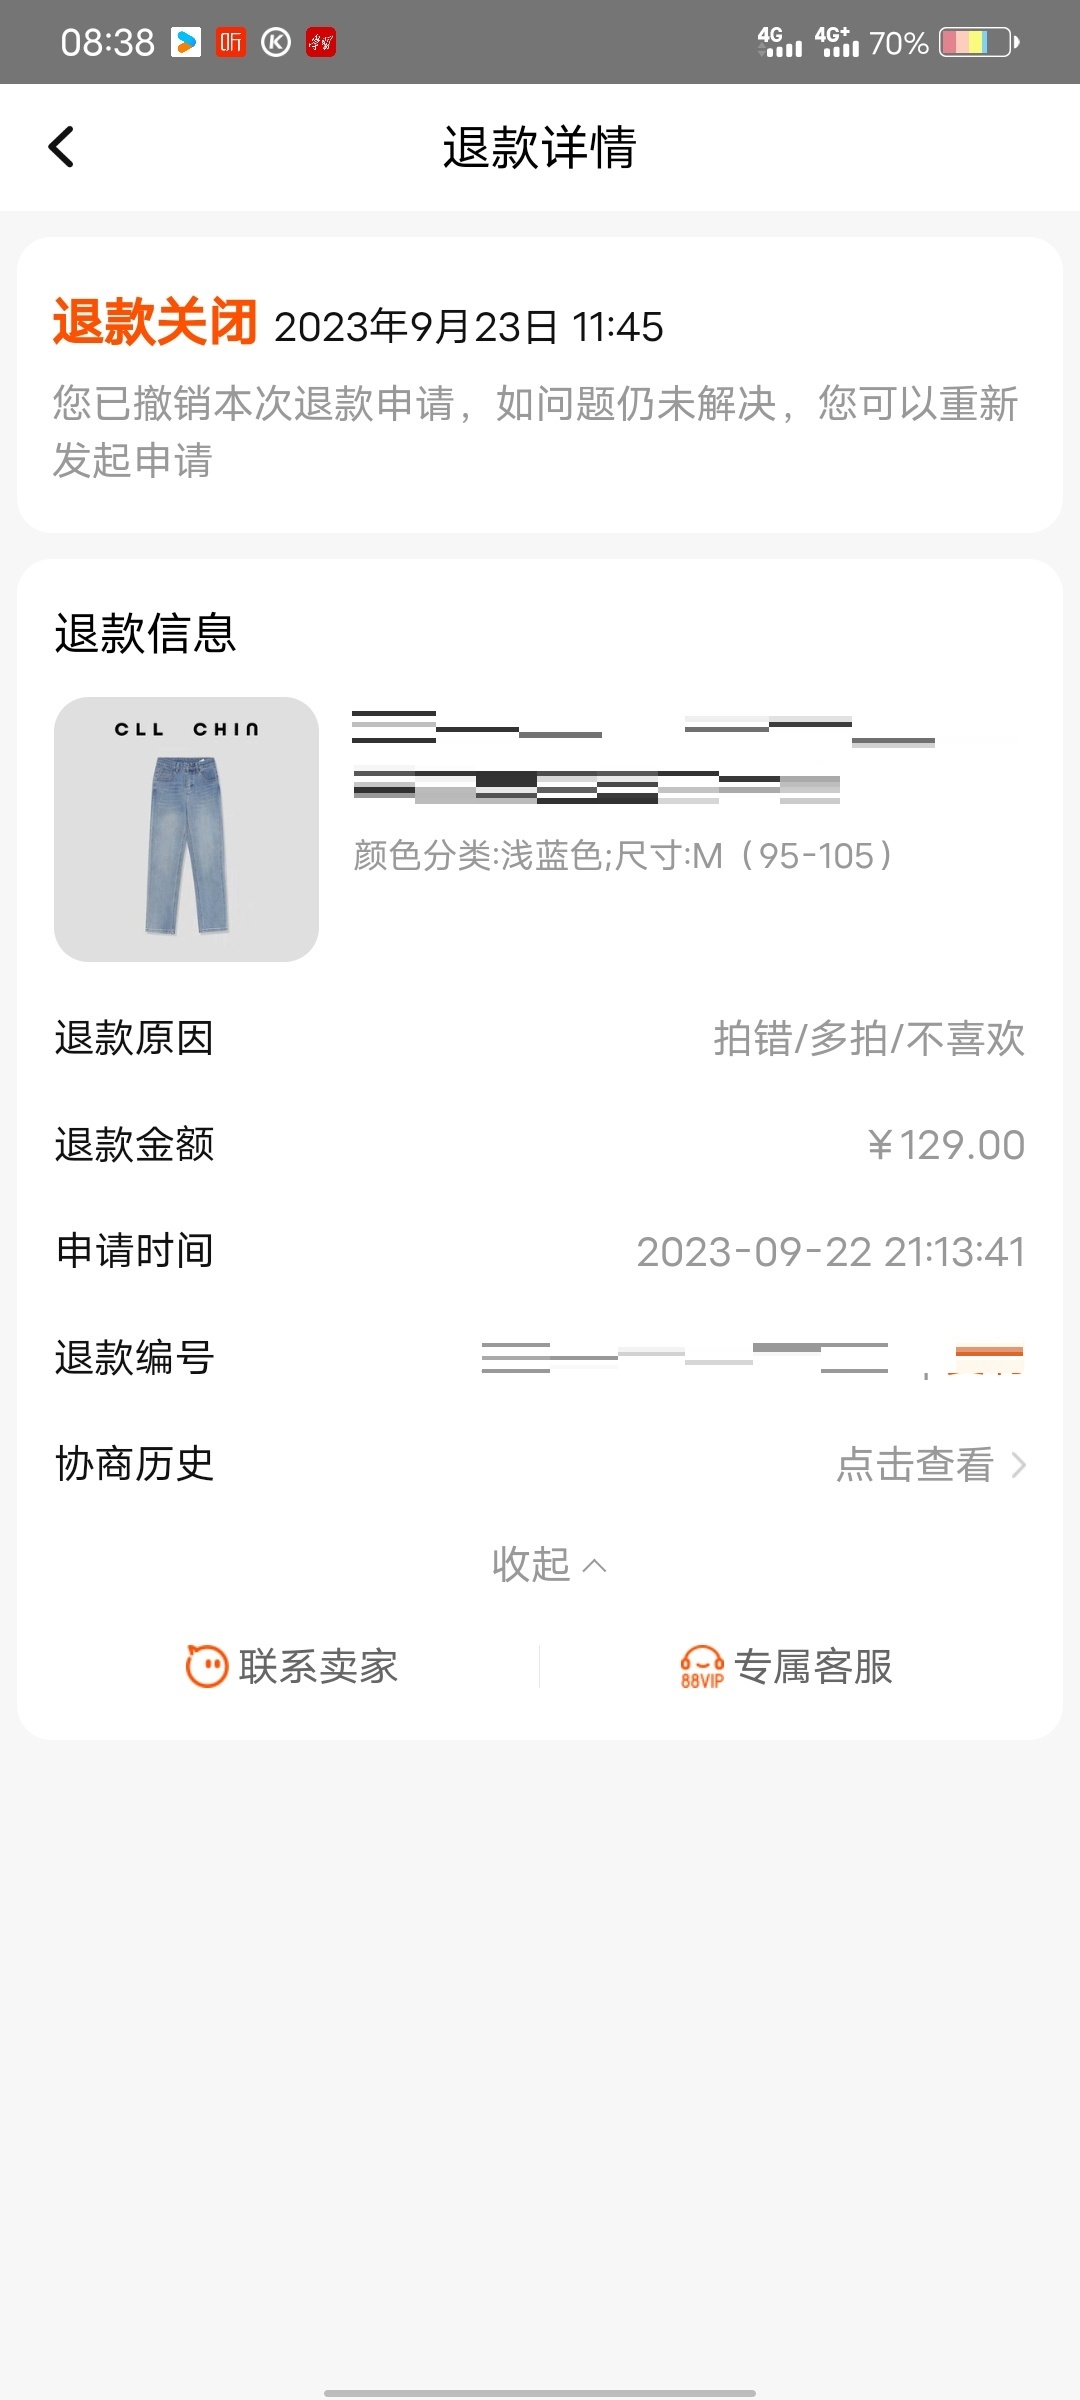 08:38
听
4G
4G+
70%
退款详情
退款关闭 2023年9月23日 11:45
您已撤销本次退款申请，如问题仍未解决，您可以重新
发起申请
退款信息
CLL CHIN
颜色分类:浅蓝色;尺寸:M（95-105）
退款原因 拍错/多拍/不喜欢
退款金额 ￥129.00
申请时间 2023-09-22 21:13:41
退款编号
协商历史 点击查看
收起
联系卖家
88VIP 专属客服